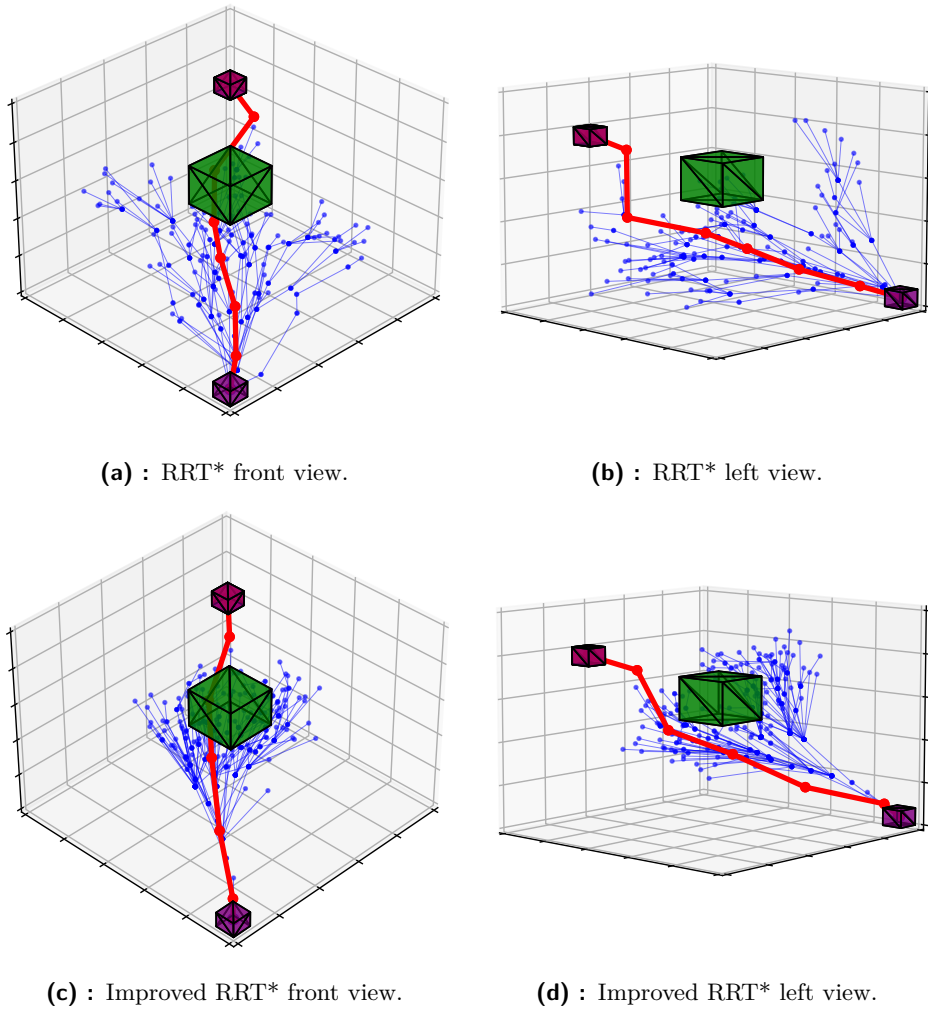 (a) : RRT* front view.
(b) : RRT* left view.
(c) : Improved RRT* front view.
(d) : Improved RRT* left view.